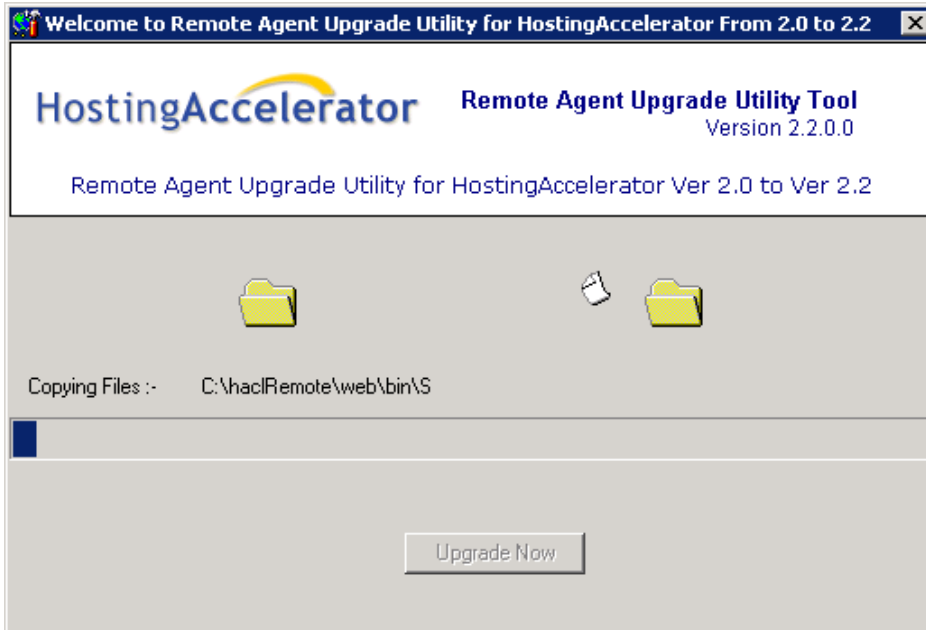 Welcome to Remote Agent Upgrade Utility for HostingAccelerator From 2.0 to 2.2
HostingAccelerator
Remote Agent Upgrade Utility Tool
Version 2.2.0.0
Remote Agent Upgrade Utility for HostingAccelerator Ver 2.0 to Ver 2.2
Copying Files :- C:\haclRemote\web\bin\S
Upgrade Now